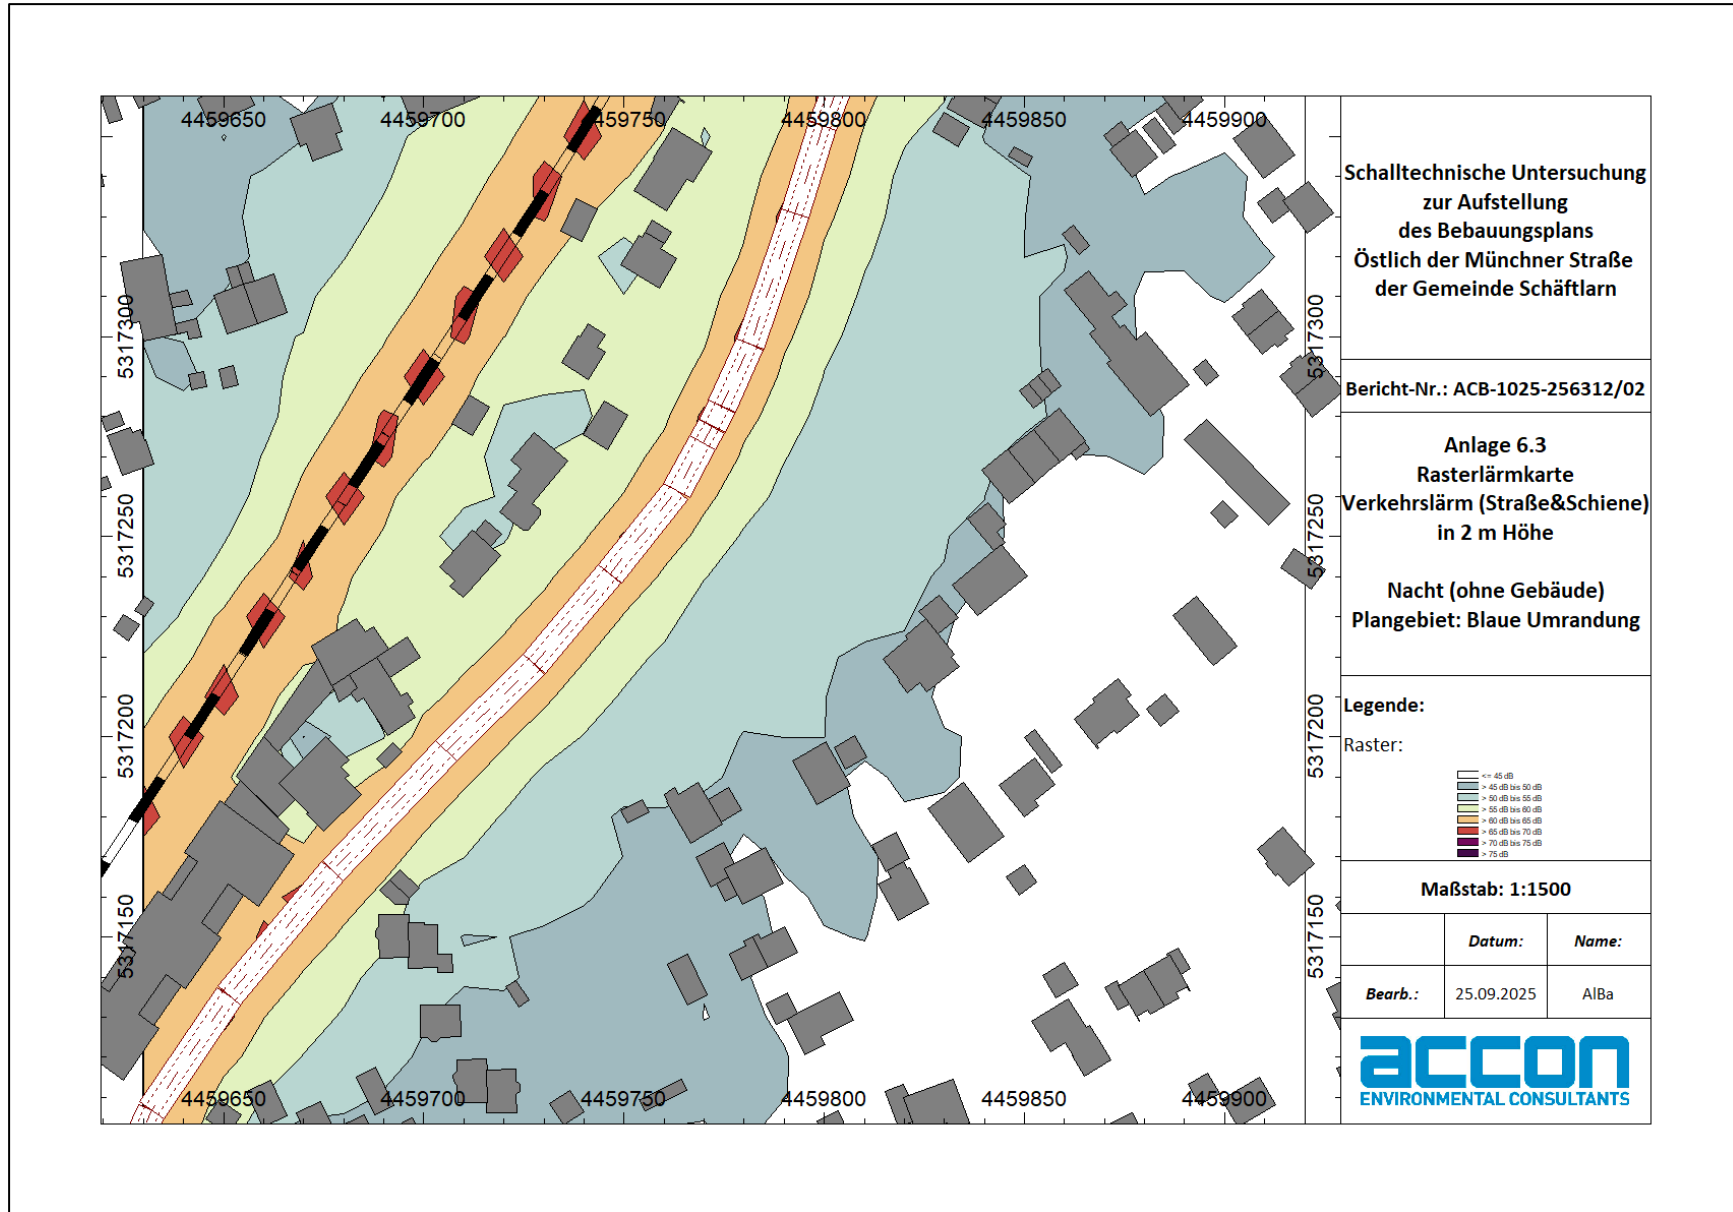 4459650
4459700
4459750
4459800
4459850
4459900
5317300
5317250
5317200
5317150
5317300
5317250
5317200
5317150
4459650
4459700
4459750
4459800
4459850
4459900
Schalltechnische Untersuchung
zur Aufstellung
des Bebauungsplans
Östlich der Münchner Straße
der Gemeinde Schäftlarn
Bericht-Nr.: ACB-1025-256312/02
Anlage 6.3
Rasterlärmkarte
Verkehrslärm (Straße&Schiene)
in 2 m Höhe
Nacht (ohne Gebäude)
Plangebiet: Blaue Umrandung
Legende:
Raster:
<= 45 dB
> 45 dB bis 50 dB
> 50 dB bis 55 dB
> 55 dB bis 60 dB
> 60 dB bis 65 dB
> 65 dB bis 70 dB
> 70 dB bis 75 dB
> 75 dB
Maßstab: 1:1500
Datum: Name:
Bearb.: 25.09.2025 AlBa
accon
ENVIRONMENTAL CONSULTANTS